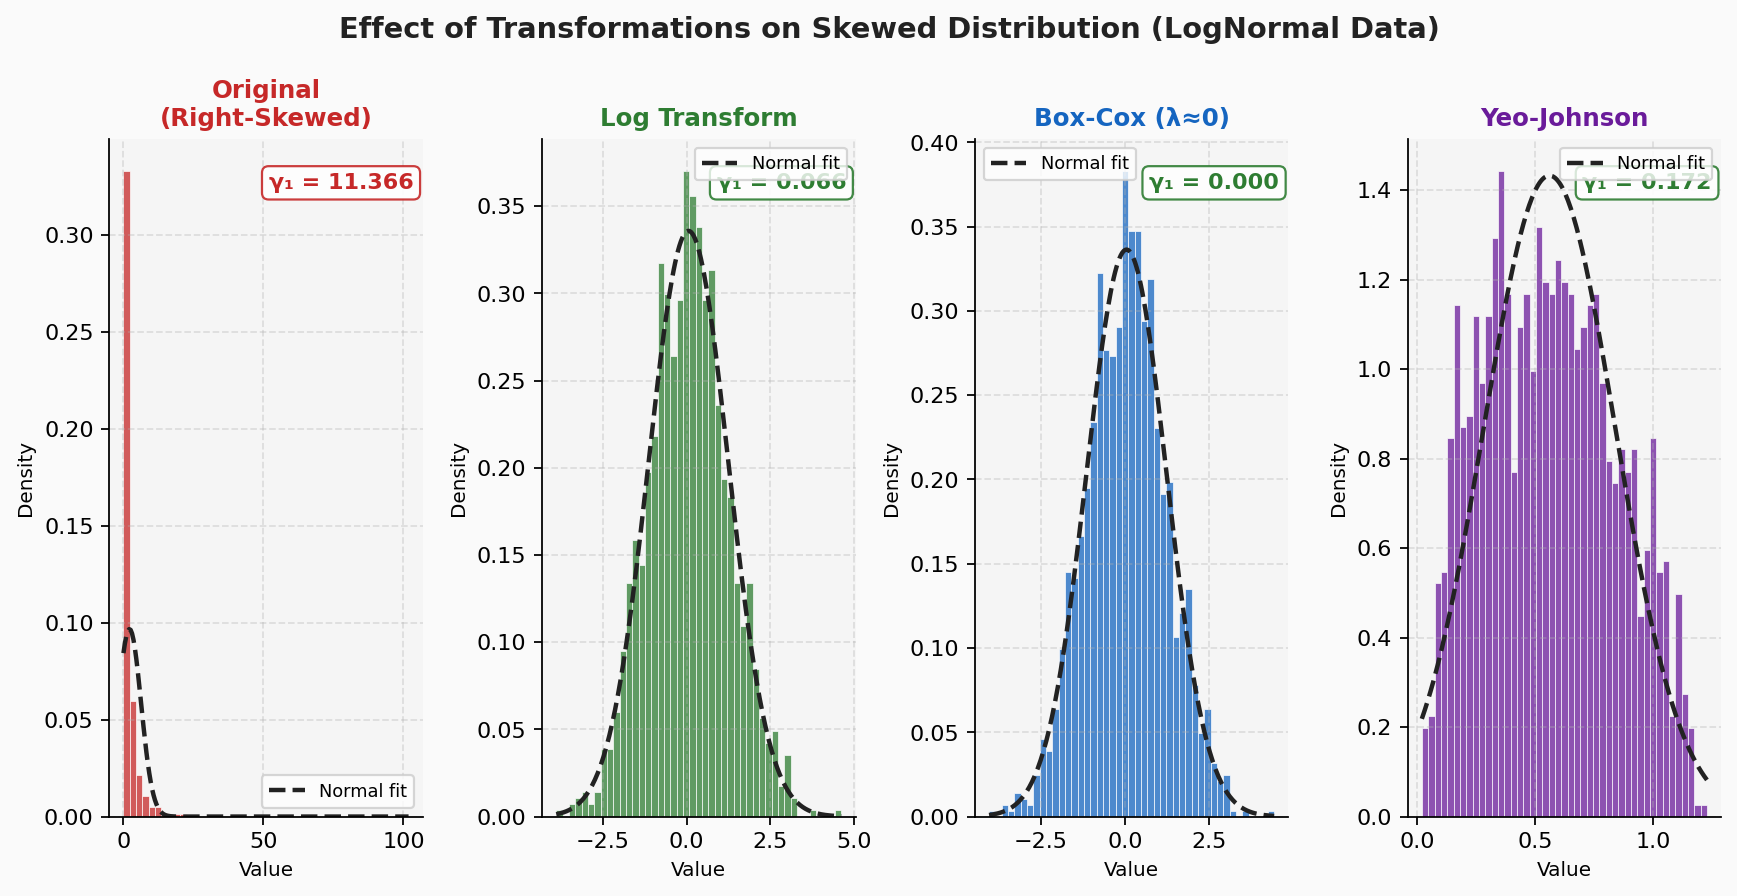 Effect of Transformations on Skewed Distribution (LogNormal Data)
Original
(Right-Skewed)
γ₁ = 11.366
Normal fit
0.30
0.25
0.20
0.15
0.10
0.05
0.00
0
50
100
Density
Value
Log Transform
Normal fit
γ₁ = 0.066
0.35
0.30
0.25
0.20
0.15
0.10
0.05
0.00
−2.5
0.0
2.5
5.0
Density
Value
Box-Cox (λ≈0)
Normal fit
γ₁ = 0.000
0.40
0.35
0.30
0.25
0.20
0.15
0.10
0.05
0.00
−2.5
0.0
2.5
Density
Value
Yeo-Johnson
Normal fit
γ₁ = 0.172
1.4
1.2
1.0
0.8
0.6
0.4
0.2
0.0
0.0
0.5
1.0
Density
Value